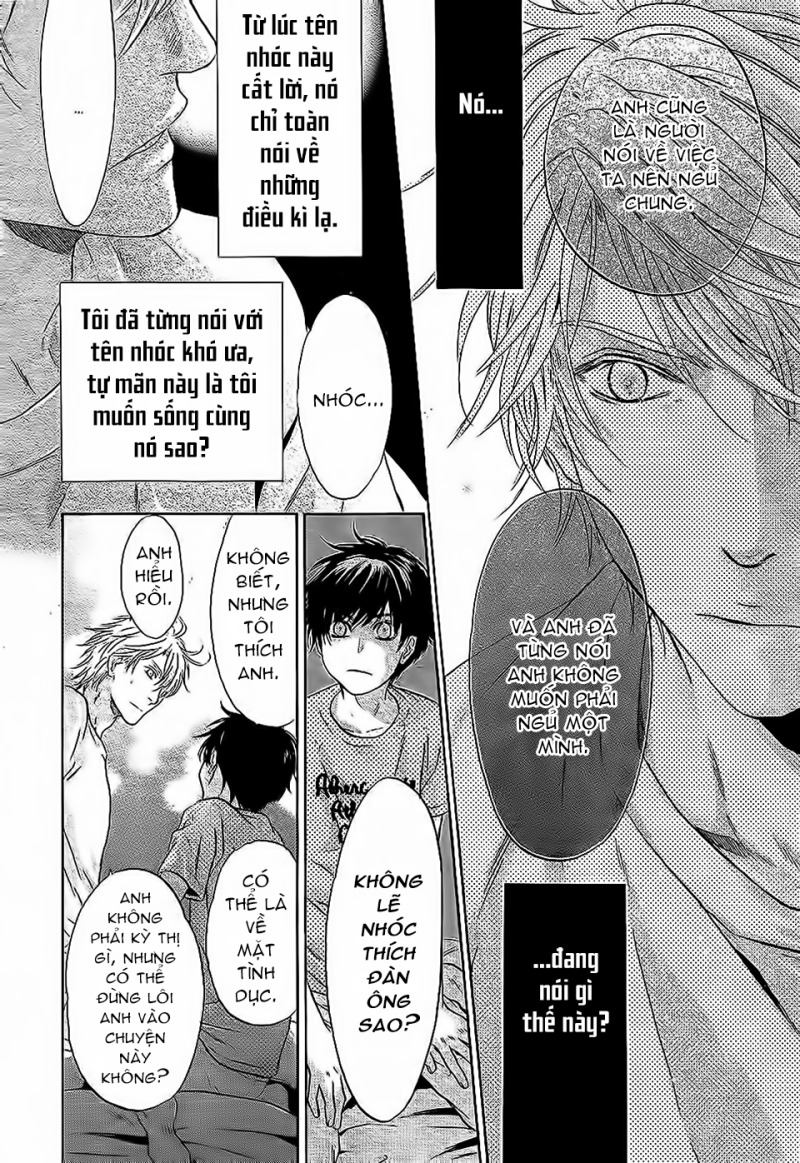 ANH CŨNG
LÀ NGƯỜI
NÓI VỀ VIỆC
TA NÊN NGỦ
CHUNG.
VÀ ANH ĐÃ
TỪNG NÓI
ANH KHÔNG
MUỐN PHẢI
NGỦ MỘT
MÌNH.
Nó...
...đang
nói gì
thế này?
Từ lúc tên
nhóc này
cất lời, nó
chỉ toàn
nói về
những
điều kì lạ.
...
Tôi đã từng nói với
tên nhóc khó ưa,
tự mãn này là tôi
muốn sống cùng
nó sao?
NHÓC...
KHÔNG
LẼ
NHÓC
THÍCH
ĐÀN
ÔNG
SAO?
KHÔNG
BIẾT,
NHƯNG
TÔI
THÍCH
ANH.
CÓ
THỂ LÀ
VỀ
MẶT
TÌNH
DỤC.
ANH
HIỂU
RỒI.
ANH
KHÔNG
PHẢI KỲ THỊ
GÌ, NHƯNG
CÓ THỂ
ĐỪNG LÔI
ANH VÀO
CHUYỆN
NÀY
KHÔNG?